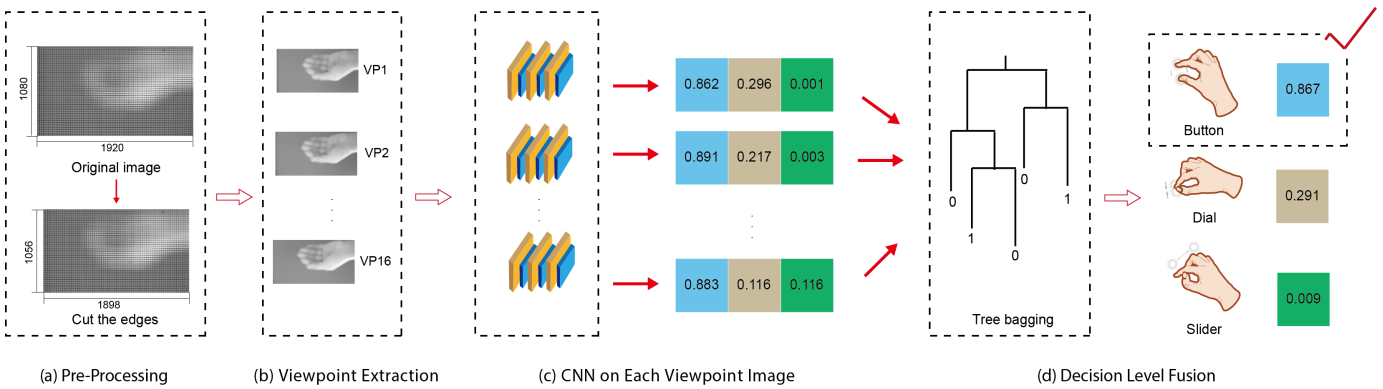 1080
1920
Original image
1056
1898
Cut the edges
(a) Pre-Processing
VP1
VP2
VP16
(b) Viewpoint Extraction
0.862 0.296 0.001
0.891 0.217 0.003
0.883 0.116 0.116
(c) CNN on Each Viewpoint Image
0
1
0
0
1
Tree bagging
Button
0.867
Dial
0.291
Slider
0.009
(d) Decision Level Fusion